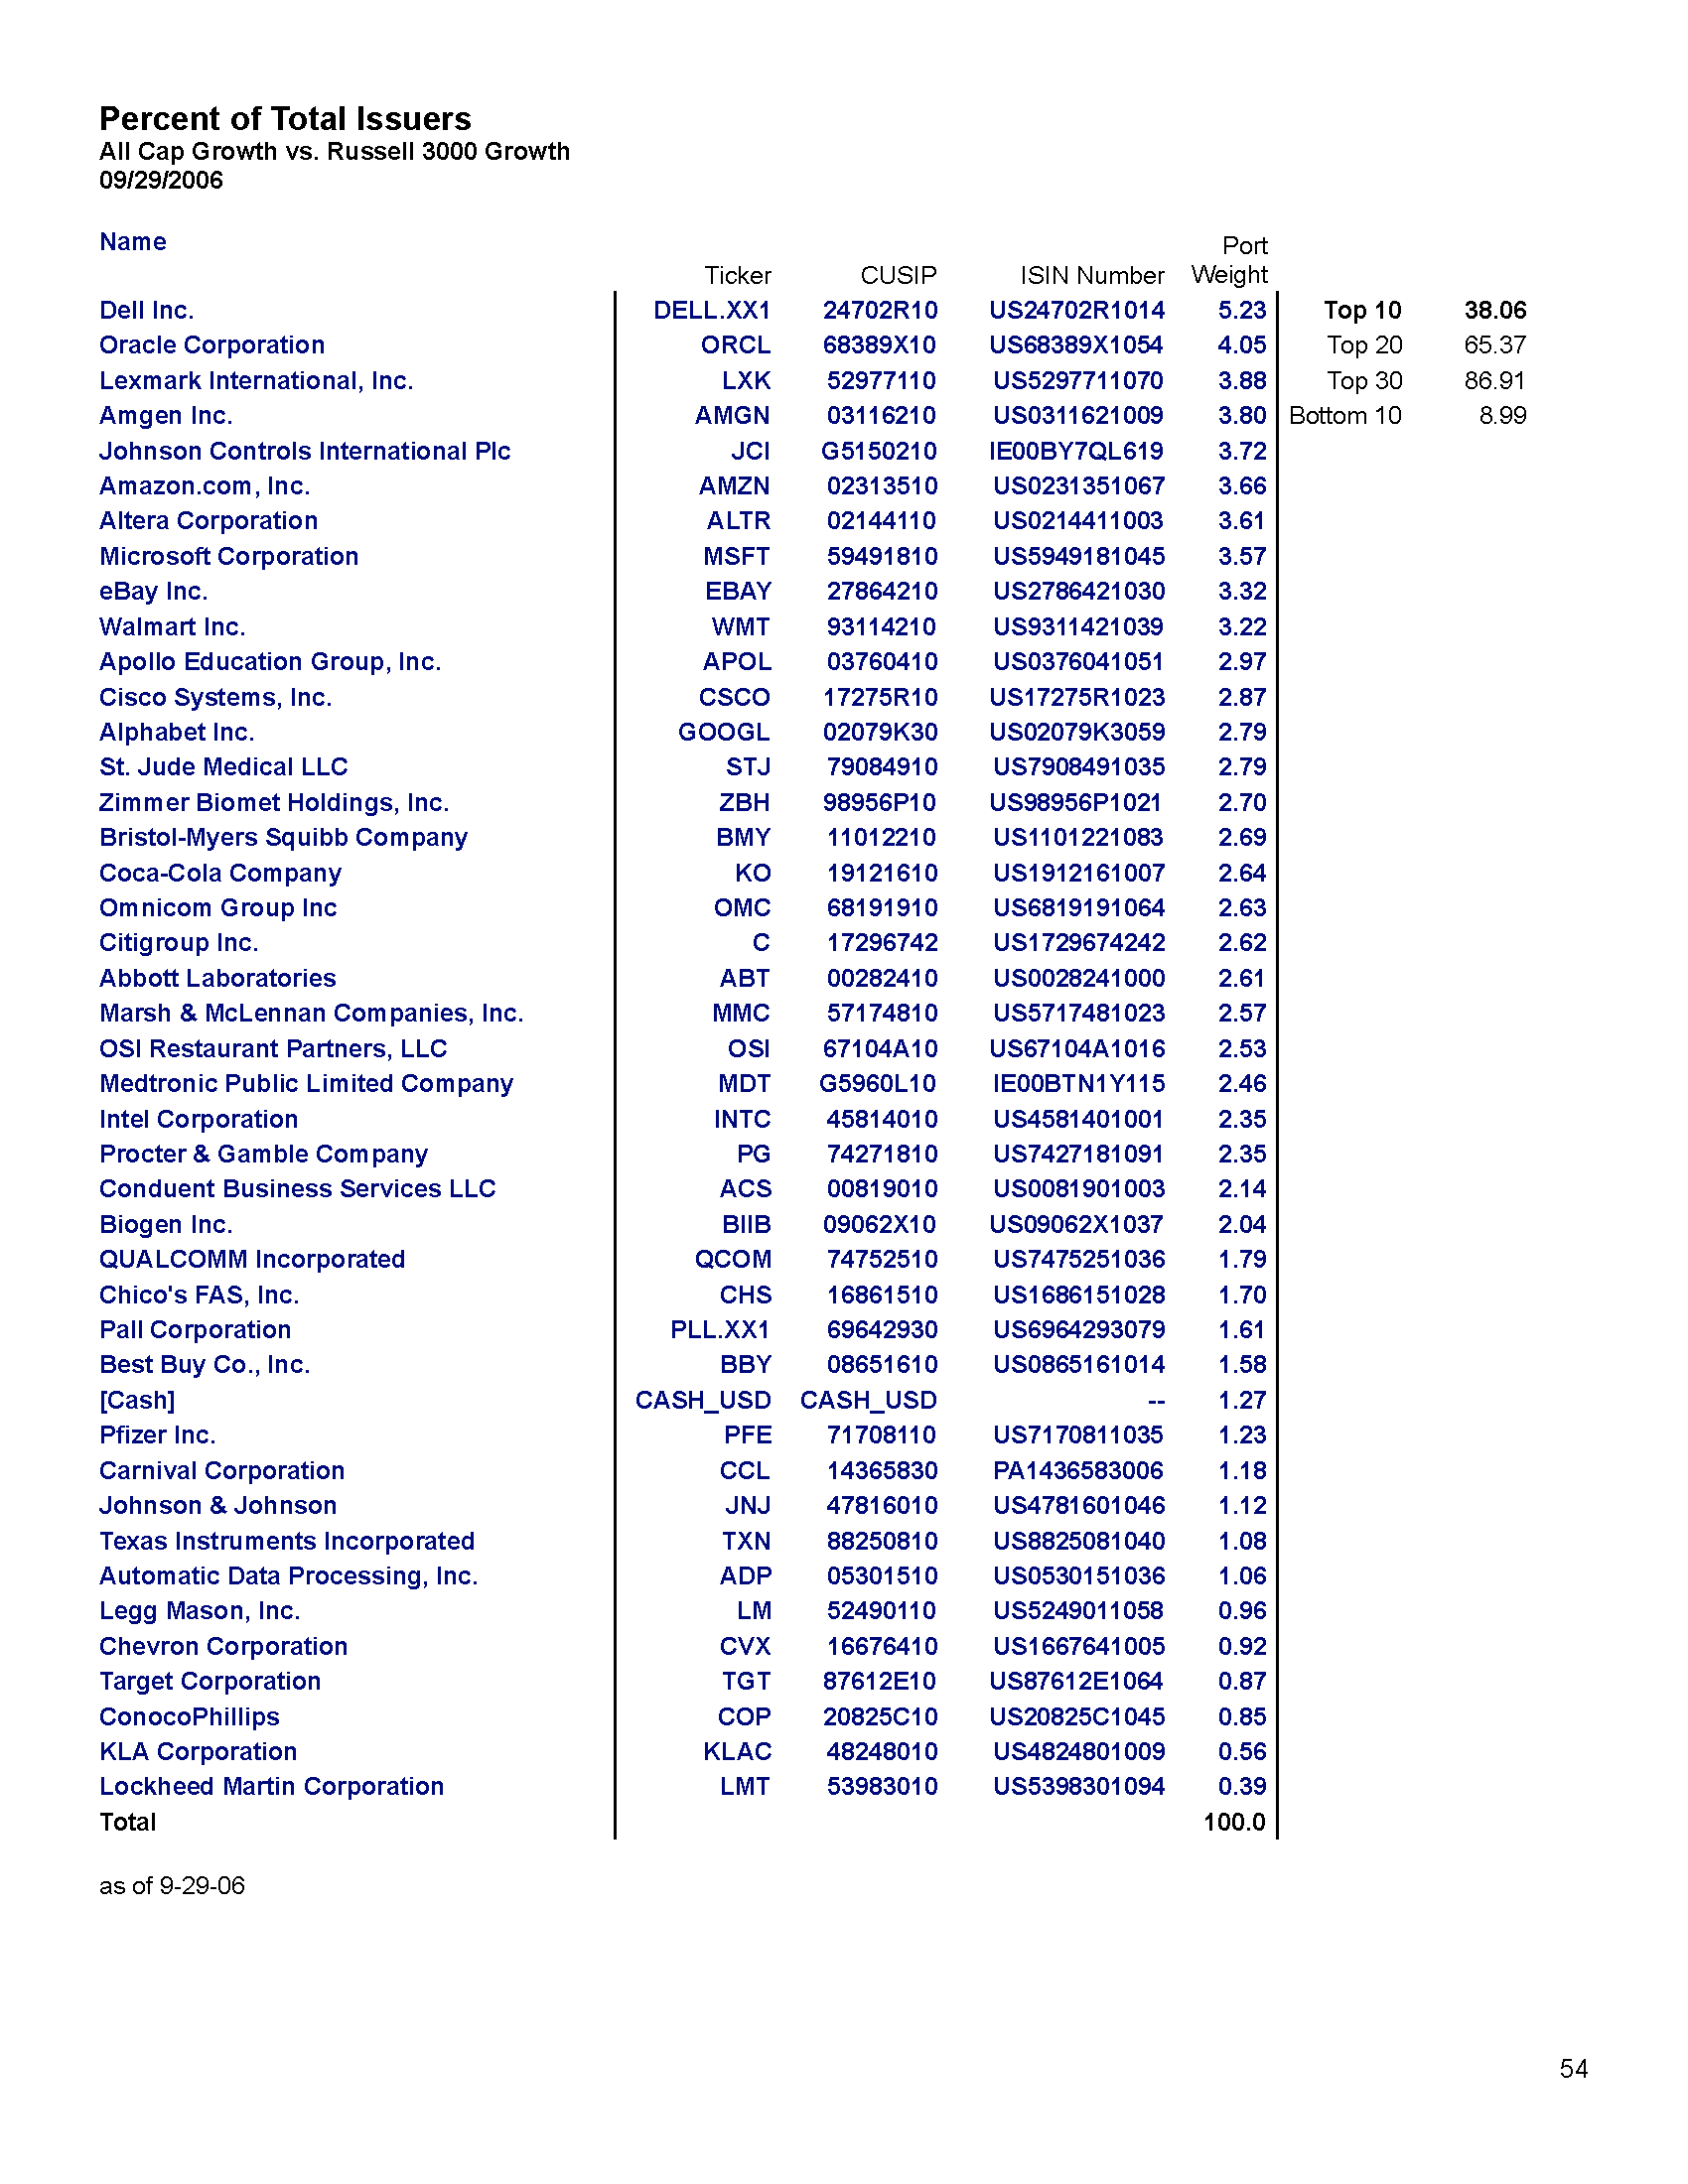 Percent of Total Issuers
All Cap Growth vs. Russell 3000 Growth
09/29/2006
Name Ticker CUSIP ISIN Number Port Weight
Dell Inc. DELL.XX1 24702R10 US24702R1014 5.23 Top 10 38.06
Oracle Corporation ORCL 68389X10 US68389X1054 4.05 Top 20 65.37
Lexmark International, Inc. LXK 52977110 US5297711070 3.88 Top 30 86.91
Amgen Inc. AMGN 03116210 US0311621009 3.80 Bottom 10 8.99
Johnson Controls International Plc JCI G5150210 IE00BY7QL619 3.72
Amazon.com, Inc. AMZN 02313510 US0231351067 3.66
Altera Corporation ALTR 02144110 US0214411003 3.61
Microsoft Corporation MSFT 59491810 US5949181045 3.57
eBay Inc. EBAY 27864210 US2786421030 3.32
Walmart Inc. WMT 93114210 US9311421039 3.22
Apollo Education Group, Inc. APOL 03760410 US0376041051 2.97
Cisco Systems, Inc. CSCO 17275R10 US17275R1023 2.87
Alphabet Inc. GOOGL 02079K30 US02079K3059 2.79
St. Jude Medical LLC STJ 79084910 US7908491035 2.79
Zimmer Biomet Holdings, Inc. ZBH 98956P10 US98956P1021 2.70
Bristol-Myers Squibb Company BMY 11012210 US1101221083 2.69
Coca-Cola Company KO 19121610 US1912161007 2.64
Omnicom Group Inc OMC 68191910 US6819191064 2.63
Citigroup Inc. C 17296742 US1729674242 2.62
Abbott Laboratories ABT 00282410 US0028241000 2.61
Marsh & McLennan Companies, Inc. MMC 57174810 US5717481023 2.57
OSI Restaurant Partners, LLC OSI 67104A10 US67104A1016 2.53
Medtronic Public Limited Company MDT G5960L10 IE00BTN1Y115 2.46
Intel Corporation INTC 45814010 US4581401001 2.35
Procter & Gamble Company PG 74271810 US7427181091 2.35
Conduent Business Services LLC ACS 00819010 US0081901003 2.14
Biogen Inc. BIIB 09062X10 US09062X1037 2.04
QUALCOMM Incorporated QCOM 74752510 US7475251036 1.79
Chico's FAS, Inc. CHS 16861510 US1686151028 1.70
Pall Corporation PLL.XX1 69642930 US6964293079 1.61
Best Buy Co., Inc. BBY 08651610 US0865161014 1.58
[Cash] CASH_USD CASH_USD -- 1.27
Pfizer Inc. PFE 71708110 US7170811035 1.23
Carnival Corporation CCL 14365830 PA1436583006 1.18
Johnson & Johnson JNJ 47816010 US4781601046 1.12
Texas Instruments Incorporated TXN 88250810 US8825081040 1.08
Automatic Data Processing, Inc. ADP 05301510 US0530151036 1.06
Legg Mason, Inc. LM 52490110 US5249011058 0.96
Chevron Corporation CVX 16676410 US1667641005 0.92
Target Corporation TGT 87612E10 US87612E1064 0.87
ConocoPhillips COP 20825C10 US20825C1045 0.85
KLA Corporation KLAC 48248010 US4824801009 0.56
Lockheed Martin Corporation LMT 53983010 US5398301094 0.39
Total 100.0
as of 9-29-06
54